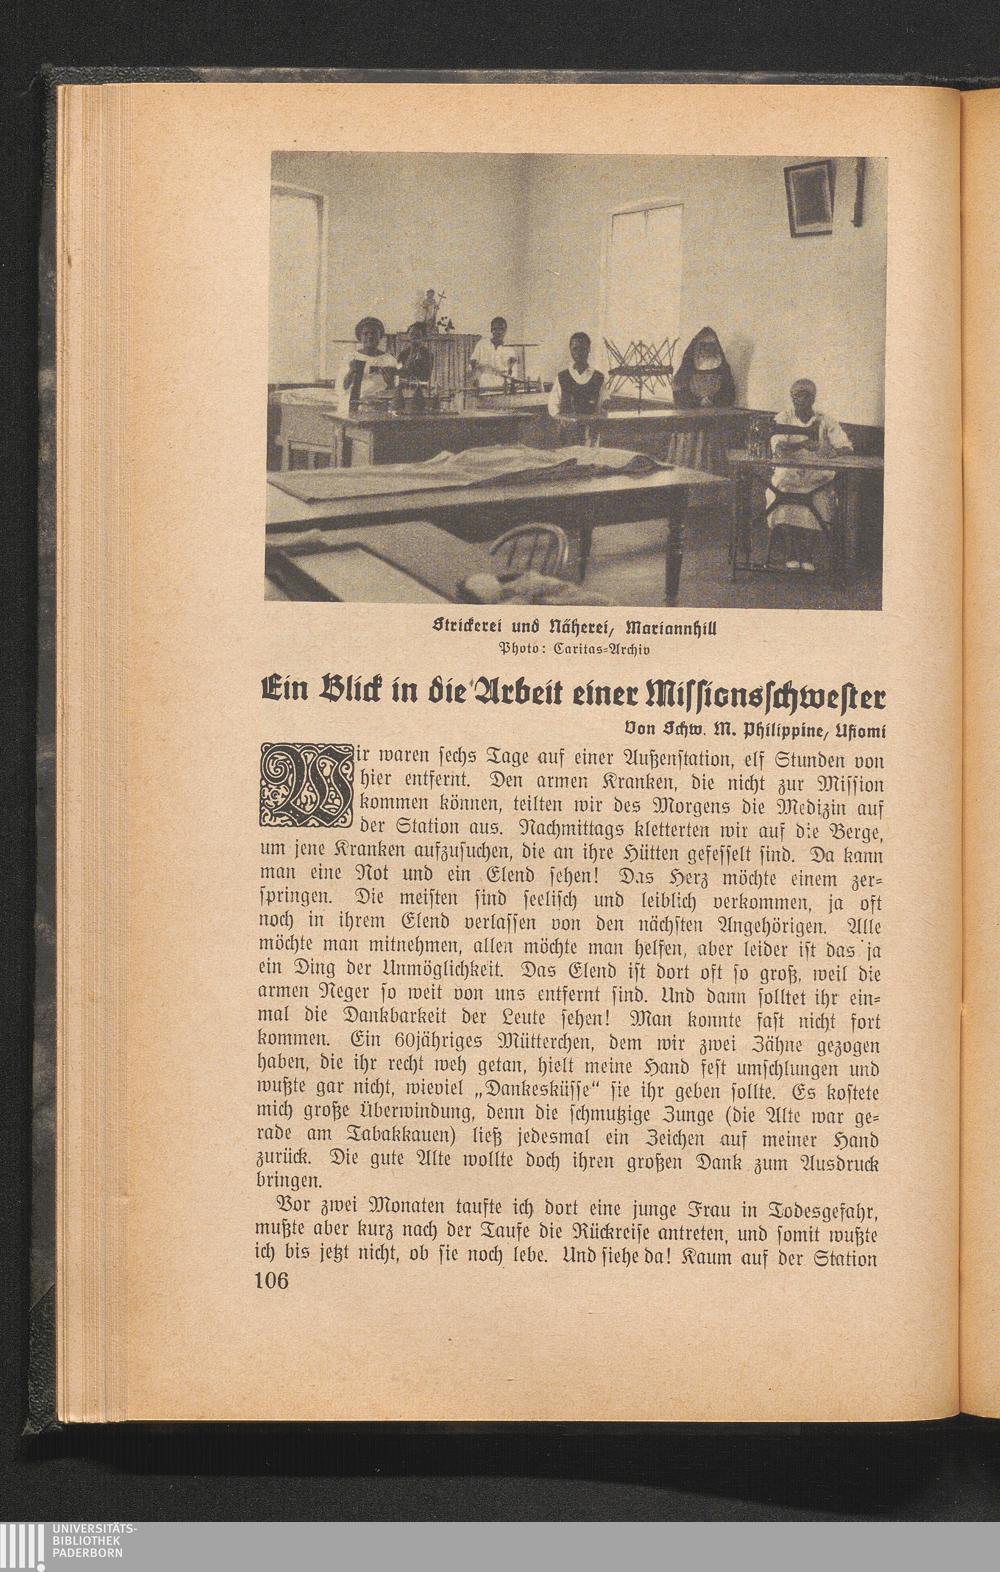 Strickerei und Näherei, Mariannhill
Photo: Caritas-Archiv
Ein Blick in die Arbeit einer Missionsschwester
Von Schw. M. Philippine, Ufiomi
Wir waren sechs Tage auf einer Außenstation, elf Stunden von
hier entfernt. Den armen Kranken, die nicht zur Mission
kommen können, teilten wir des Morgens die Medizin auf
der Station aus. Nachmittags kletterten wir auf die Berge,
um jene Kranken aufzusuchen, die an ihre Hütten gefesselt sind. Da kann
man eine Not und ein Elend sehen! Das Herz möchte einem zer-
springen. Die meisten sind seelisch und leiblich verkommen, ja oft
noch in ihrem Elend verlassen von den nächsten Angehörigen. Alle
möchte man mitnehmen, allen möchte man helfen, aber leider ist das ja
ein Ding der Unmöglichkeit. Das Elend ist dort oft so groß, weil die
armen Neger so weit von uns entfernt sind. Und dann solltet ihr ein-
mal die Dankbarkeit der Leute sehen! Man konnte fast nicht fort
kommen. Ein 60jähriges Mütterchen, dem wir zwei Zähne gezogen
haben, die ihr recht weh getan, hielt meine Hand fest umschlungen und
wußte gar nicht, wieviel „Dankesküsse“ sie ihr geben sollte. Es kostete
mich große Überwindung, denn die schmutzige Zunge (die Alte war ge-
rade am Tabakkauen) ließ jedesmal ein Zeichen auf meiner Hand
zurück. Die gute Alte wollte doch ihren großen Dank zum Ausdruck
bringen.
Vor zwei Monaten taufte ich dort eine junge Frau in Todesgefahr,
mußte aber kurz nach der Taufe die Rückreise antreten, und somit wußte
ich bis jetzt nicht, ob sie noch lebe. Und siehe da! Kaum auf der Station
106
UNIVERSITÄTS-
BIBLIOTHEK
PADERBORN